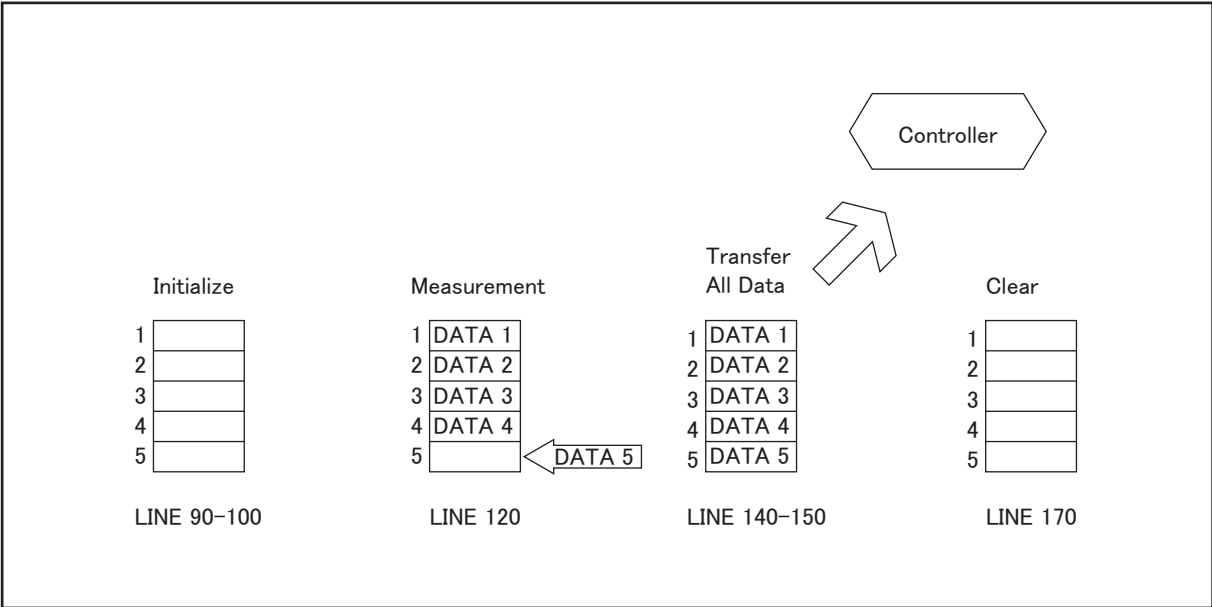 Controller
Initialize
1
2
3
4
5
LINE 90-100
Measurement
1 DATA 1
2 DATA 2
3 DATA 3
4 DATA 4
5
DATA 5
LINE 120
Transfer
All Data
1 DATA 1
2 DATA 2
3 DATA 3
4 DATA 4
5 DATA 5
LINE 140-150
Clear
1
2
3
4
5
LINE 170